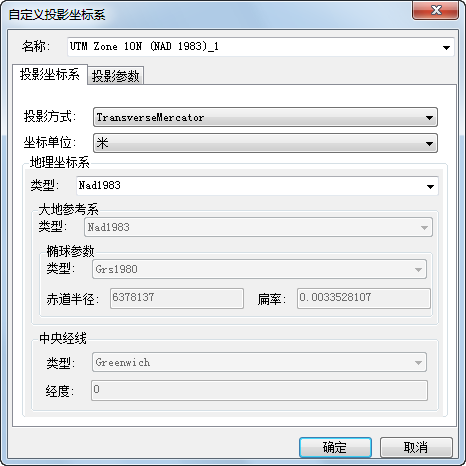 自定义投影坐标系
名称: UTM Zone 10N (NAD 1983)_1
投影坐标系 投影参数
投影方式: TransverseMercator
坐标单位: 米
地理坐标系
类型: Nad1983
大地参考系
类型: Nad1983
椭球参数
类型: Grs1980
赤道半径: 6378137 扁率: 0.0033528107
中央经线
类型: Greenwich
经度: 0
确定 取消